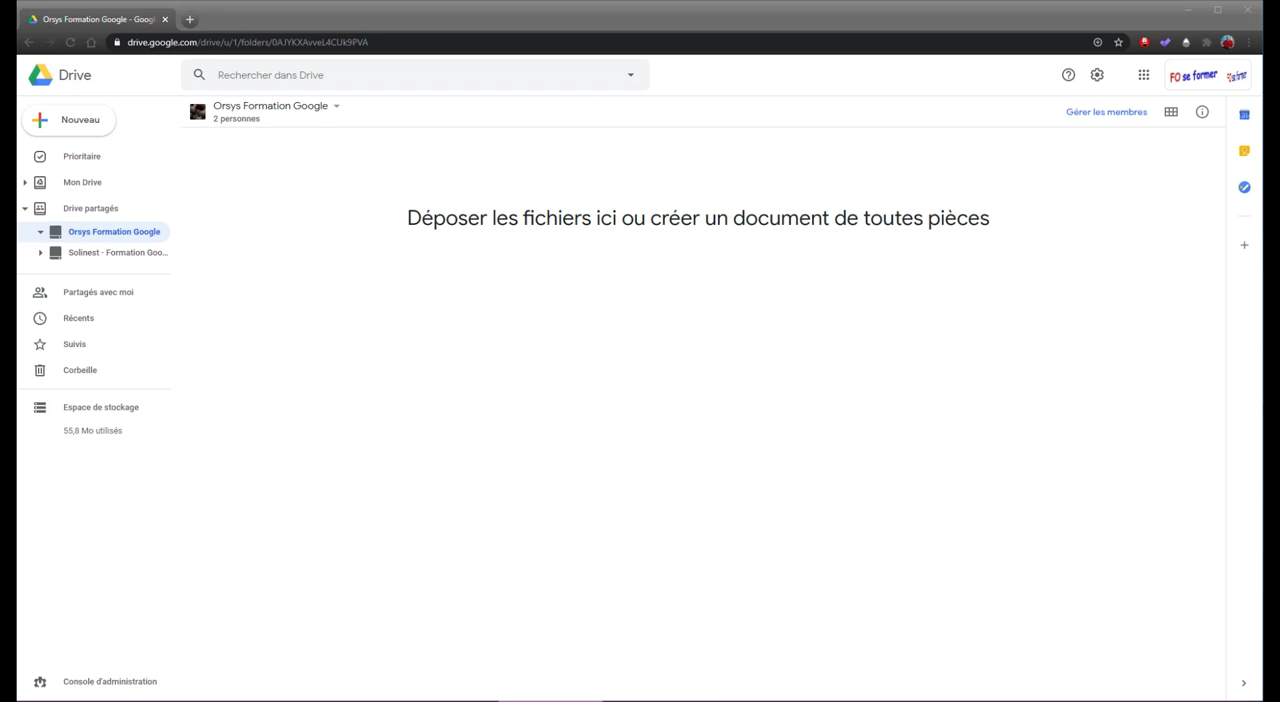 Orsys Formation Google - Goog
drive.google.com/drive/u/1/folders/0AJYKXAvveL4CUk9PVA
Drive
Rechercher dans Drive
FO se former
Nouveau
Orsys Formation Google
2 personnes
Gérer les membres
Prioritaire
Mon Drive
Drive partagés
Orsys Formation Google
Solinest - Formation Goo...
Déposer les fichiers ici ou créer un document de toutes pièces
Partagés avec moi
Récents
Suivis
Corbeille
Espace de stockage
55,8 Mo utilisés
Console d'administration